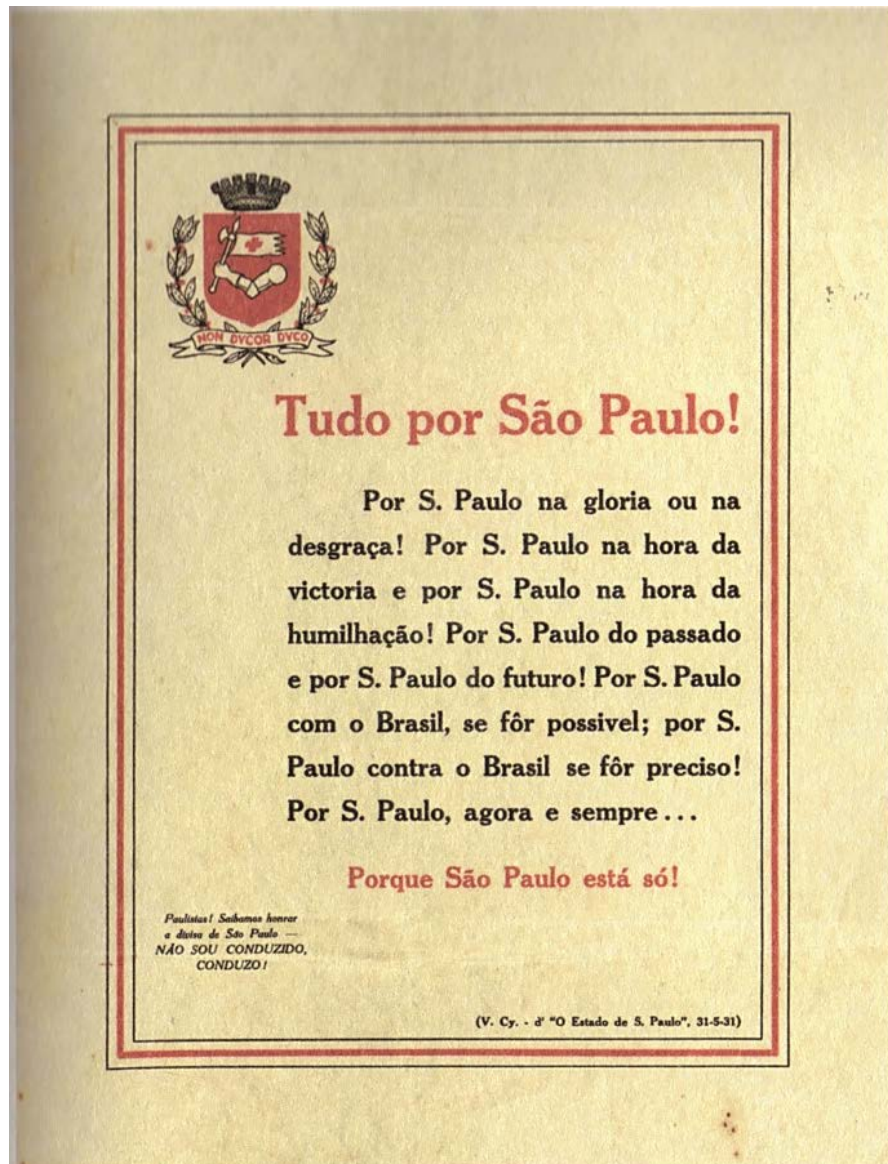 NON DVCOR DVCO
Tudo por São Paulo!
Por S. Paulo na gloria ou na
desgraça! Por S. Paulo na hora da
victoria e por S. Paulo na hora da
humilhação! Por S. Paulo do passado
e por S. Paulo do futuro! Por S. Paulo
com o Brasil, se fôr possivel; por S.
Paulo contra o Brasil se fôr preciso!
Por S. Paulo, agora e sempre...
Porque São Paulo está só!
Paulistas! Saibamos honrar
a divisa de São Paulo —
NÃO SOU CONDUZIDO,
CONDUZO!
(V. Cy. - d' "O Estado de S. Paulo", 31-5-31)